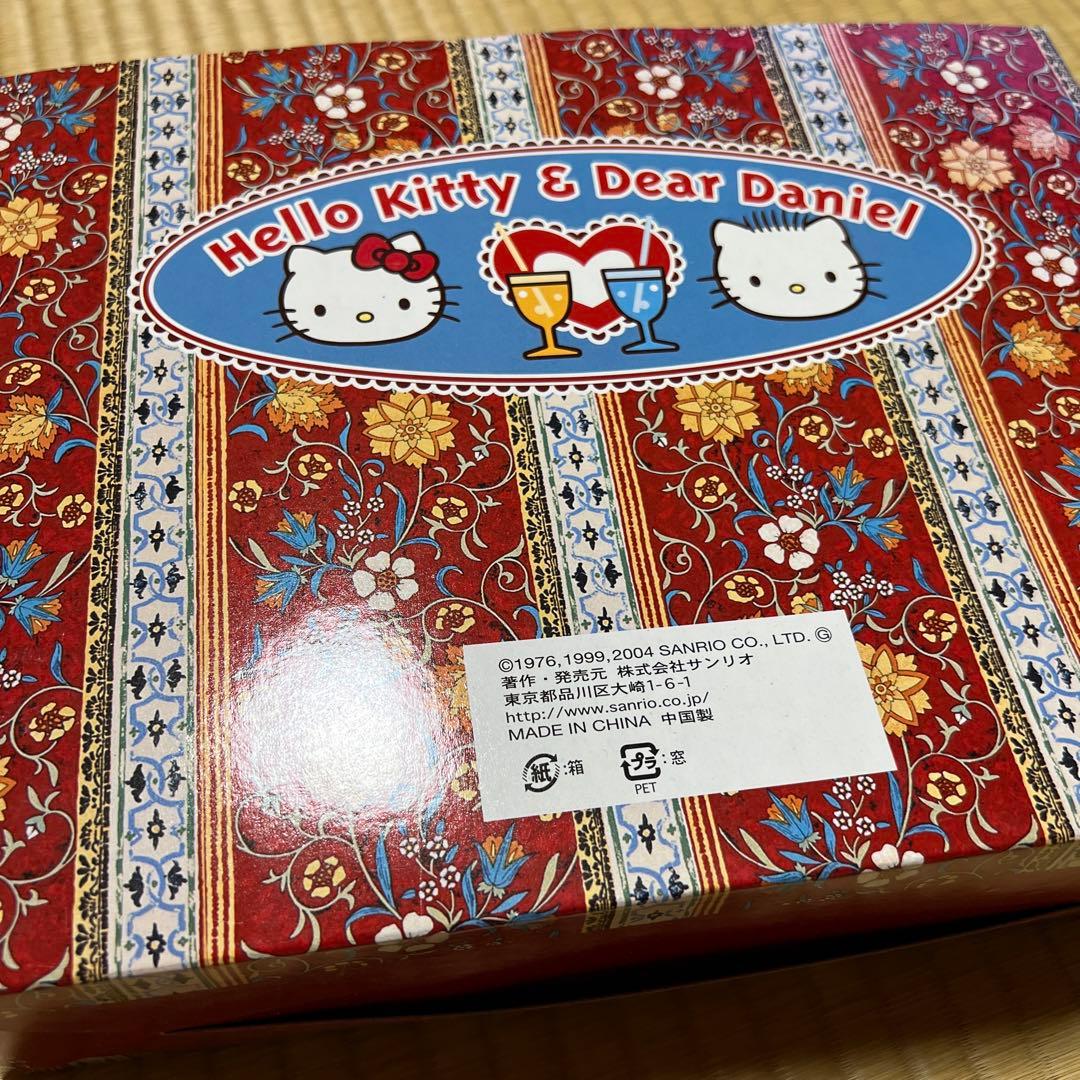 Hello Kitty & Dear Daniel
©1976,1999,2004 SANRIO CO., LTD. Ⓖ
著作・発売元 株式会社サンリオ
東京都品川区大崎1-6-1
http://www.sanrio.co.jp/
MADE IN CHINA 中国製
紙:箱 プラ:窓
PET